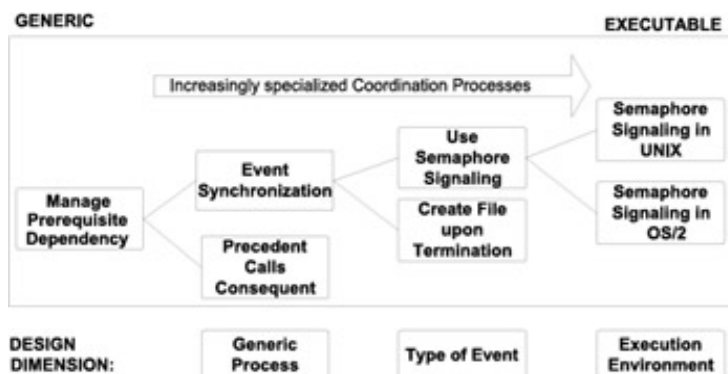 GENERIC
EXECUTABLE
Increasingly specialized Coordination Processes
Semaphore
Signaling in
UNIX
Use
Semaphore
Signaling
Event
Synchronization
Manage
Prerequisite
Dependency
Semaphore
Signaling in
OS/2
Create File
upon
Termination
Precedent
Calls
Consequent
DESIGN
DIMENSION:
Generic
Process
Type of Event
Execution
Environment